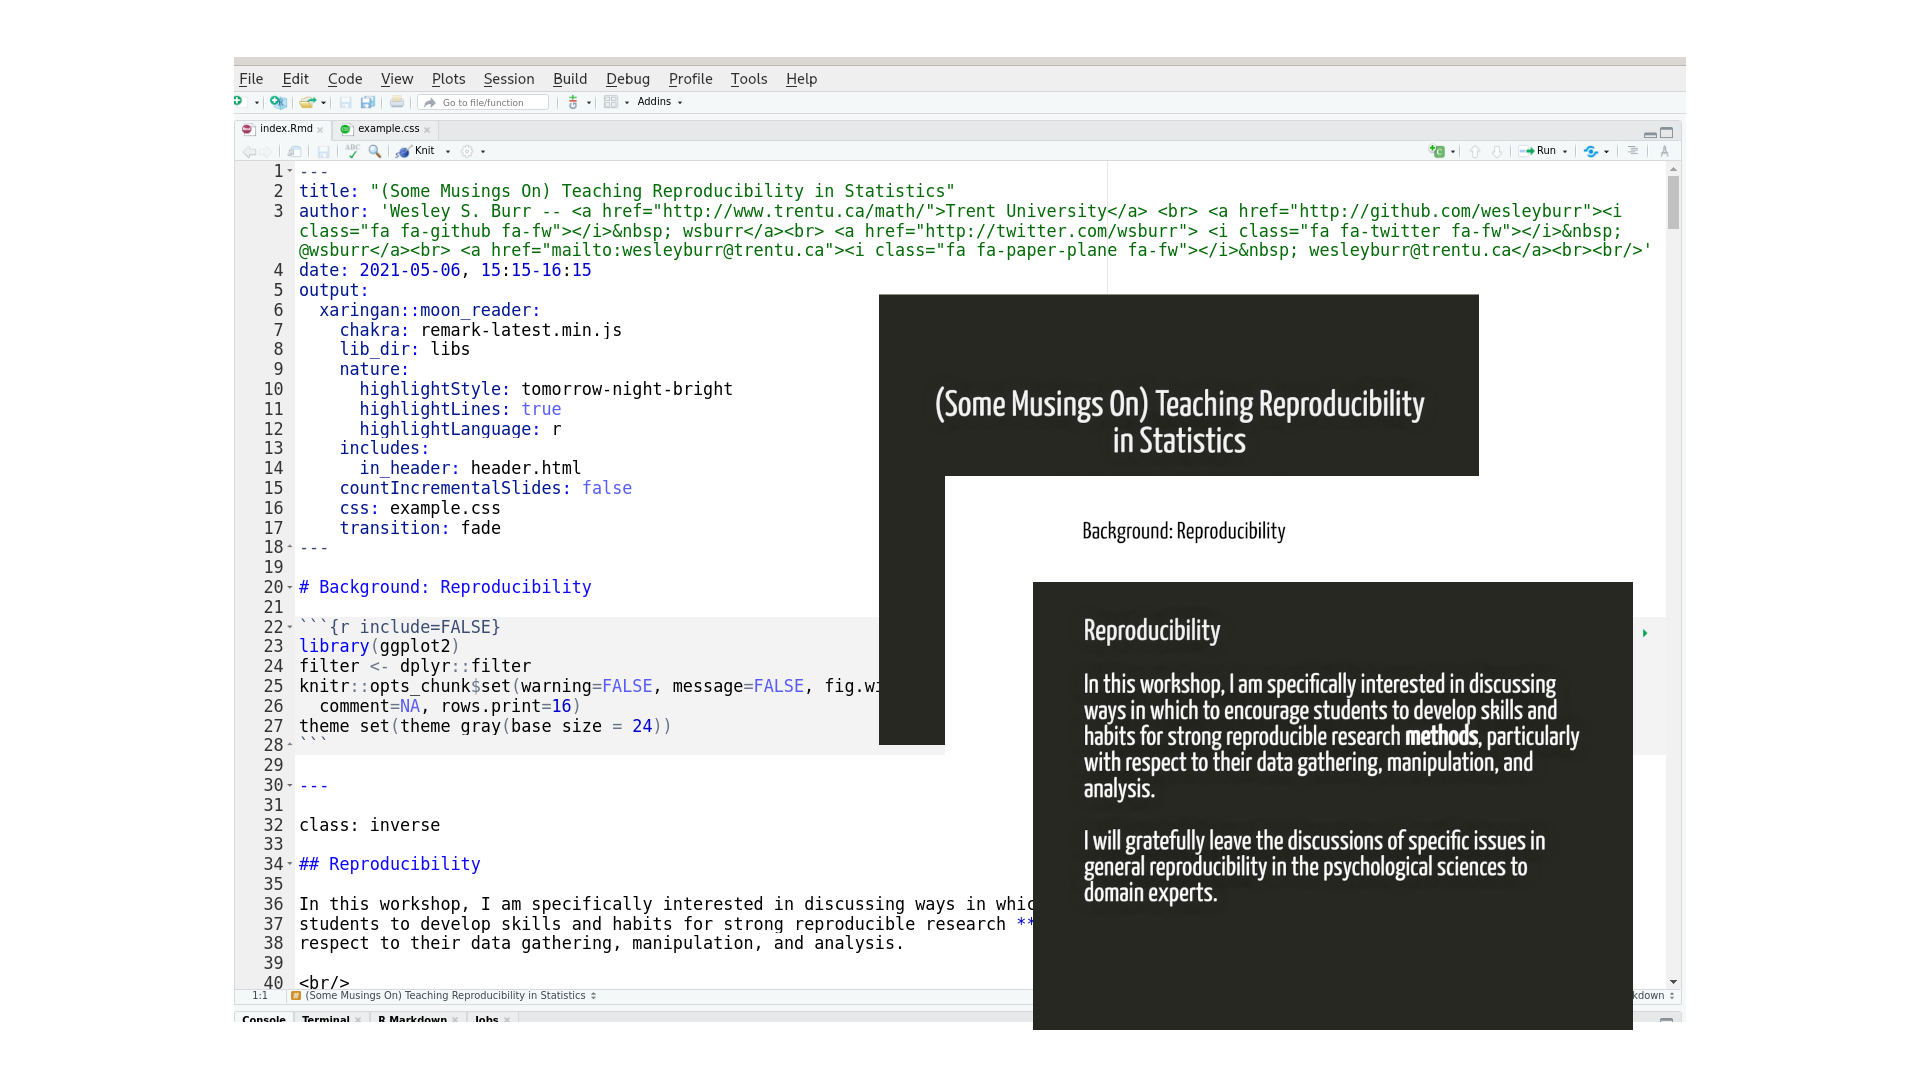 File Edit Code View Plots Session Build Debug Profile Tools Help
Go to file/function Addins
index.Rmd example.css
ABC Knit Run
1 ---
2 title: "(Some Musings On) Teaching Reproducibility in Statistics"
3 author: 'Wesley S. Burr -- <a href="http://www.trentu.ca/math/">Trent University</a> <br> <a href="http://github.com/wesleyburr"><i
class="fa fa-github fa-fw"></i>&nbsp; wsburr</a><br> <a href="http://twitter.com/wsburr"> <i class="fa fa-twitter fa-fw"></i>&nbsp;
@wsburr</a><br> <a href="mailto:wesleyburr@trentu.ca"><i class="fa fa-paper-plane fa-fw"></i>&nbsp; wesleyburr@trentu.ca</a><br><br/>'
4 date: 2021-05-06, 15:15-16:15
5 output:
6 xaringan::moon_reader:
7 chakra: remark-latest.min.js
8 lib_dir: libs
9 nature:
10 highlightStyle: tomorrow-night-bright
11 highlightLines: true
12 highlightLanguage: r
13 includes:
14 in_header: header.html
15 countIncrementalSlides: false
16 css: example.css
17 transition: fade
18 ---
19
20 # Background: Reproducibility
21
22 ```{r include=FALSE}
23 library(ggplot2)
24 filter <- dplyr::filter
25 knitr::opts_chunk$set(warning=FALSE, message=FALSE,
26 comment=NA, rows.print=16)
27 theme_set(theme_gray(base_size = 24))
28 ```
29
30 ---
31
32 class: inverse
33
34 ## Reproducibility
35
36 In this workshop, I am specifically interested in discussing ways in
37 students to develop skills and habits for strong reproducible research **
38 respect to their data gathering, manipulation, and analysis.
39
40 <br/>
1:1 (Some Musings On) Teaching Reproducibility in Statistics
Console Terminal R Markdown Jobs
(Some Musings On) Teaching Reproducibility
in Statistics
Background: Reproducibility
Reproducibility
In this workshop, I am specifically interested in discussing
ways in which to encourage students to develop skills and
habits for strong reproducible research methods, particularly
with respect to their data gathering, manipulation, and
analysis.
I will gratefully leave the discussions of specific issues in
general reproducibility in the psychological sciences to
domain experts.